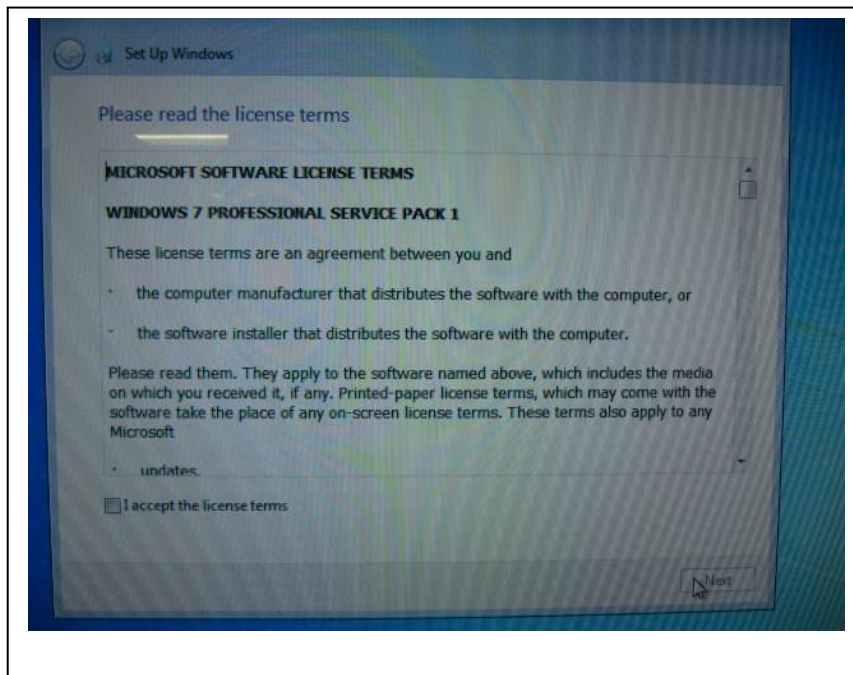 Set Up Windows
Please read the license terms
MICROSOFT SOFTWARE LICENSE TERMS
WINDOWS 7 PROFESSIONAL SERVICE PACK 1
These license terms are an agreement between you and
· the computer manufacturer that distributes the software with the computer, or
· the software installer that distributes the software with the computer.
Please read them. They apply to the software named above, which includes the media
on which you received it, if any. Printed-paper license terms, which may come with the
software take the place of any on-screen license terms. These terms also apply to any
Microsoft
· updates,
I accept the license terms
Next